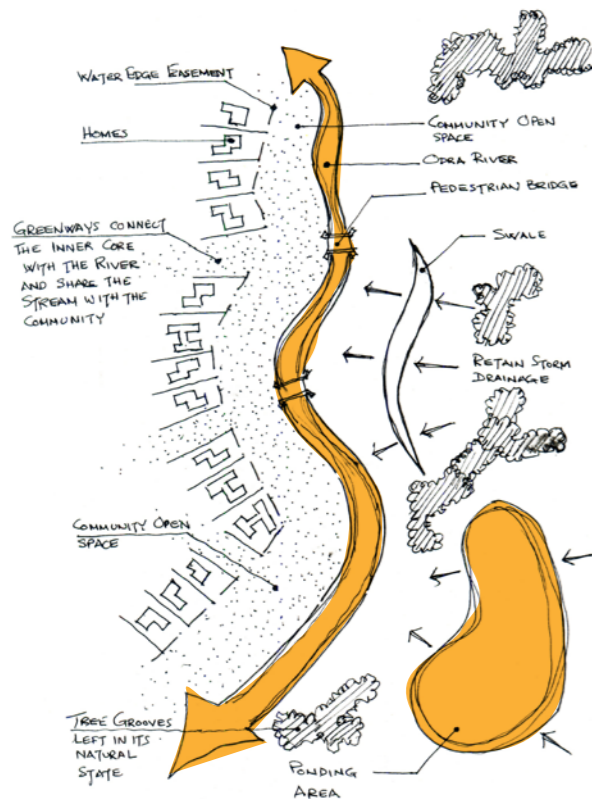 WATER EDGE EASEMENT
HOMES
GREENWAYS CONNECT
THE INNER CORE
WITH THE RIVER
AND SHARE THE
STREAM WITH THE
COMMUNITY
COMMUNITY OPEN
SPACE
TREE GROOVES
LEFT IN ITS
NATURAL
STATE
COMMUNITY OPEN
SPACE
ODRA RIVER
PEDESTRIAN BRIDGE
SWALE
RETAIN STORM
DRAINAGE
PONDING
AREA